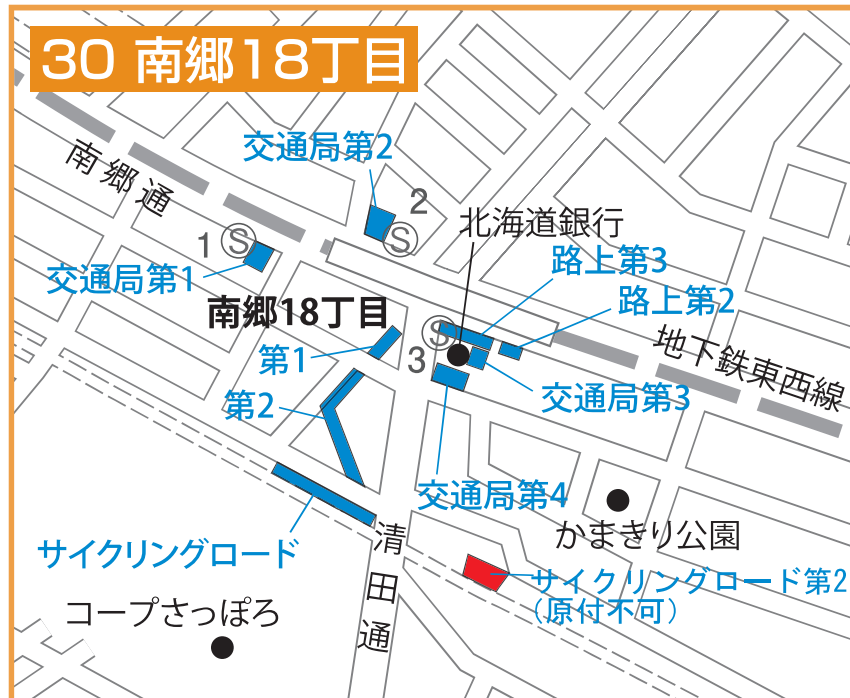 30 南郷18丁目
交通局第2
南郷通
2
S
北海道銀行
1
S
路上第3
交通局第1
路上第2
南郷18丁目
S
地下鉄東西線
第1
3
交通局第3
第2
交通局第4
かまきり公園
サイクリングロード
清田通
サイクリングロード第2
(原付不可)
コープさっぽろ